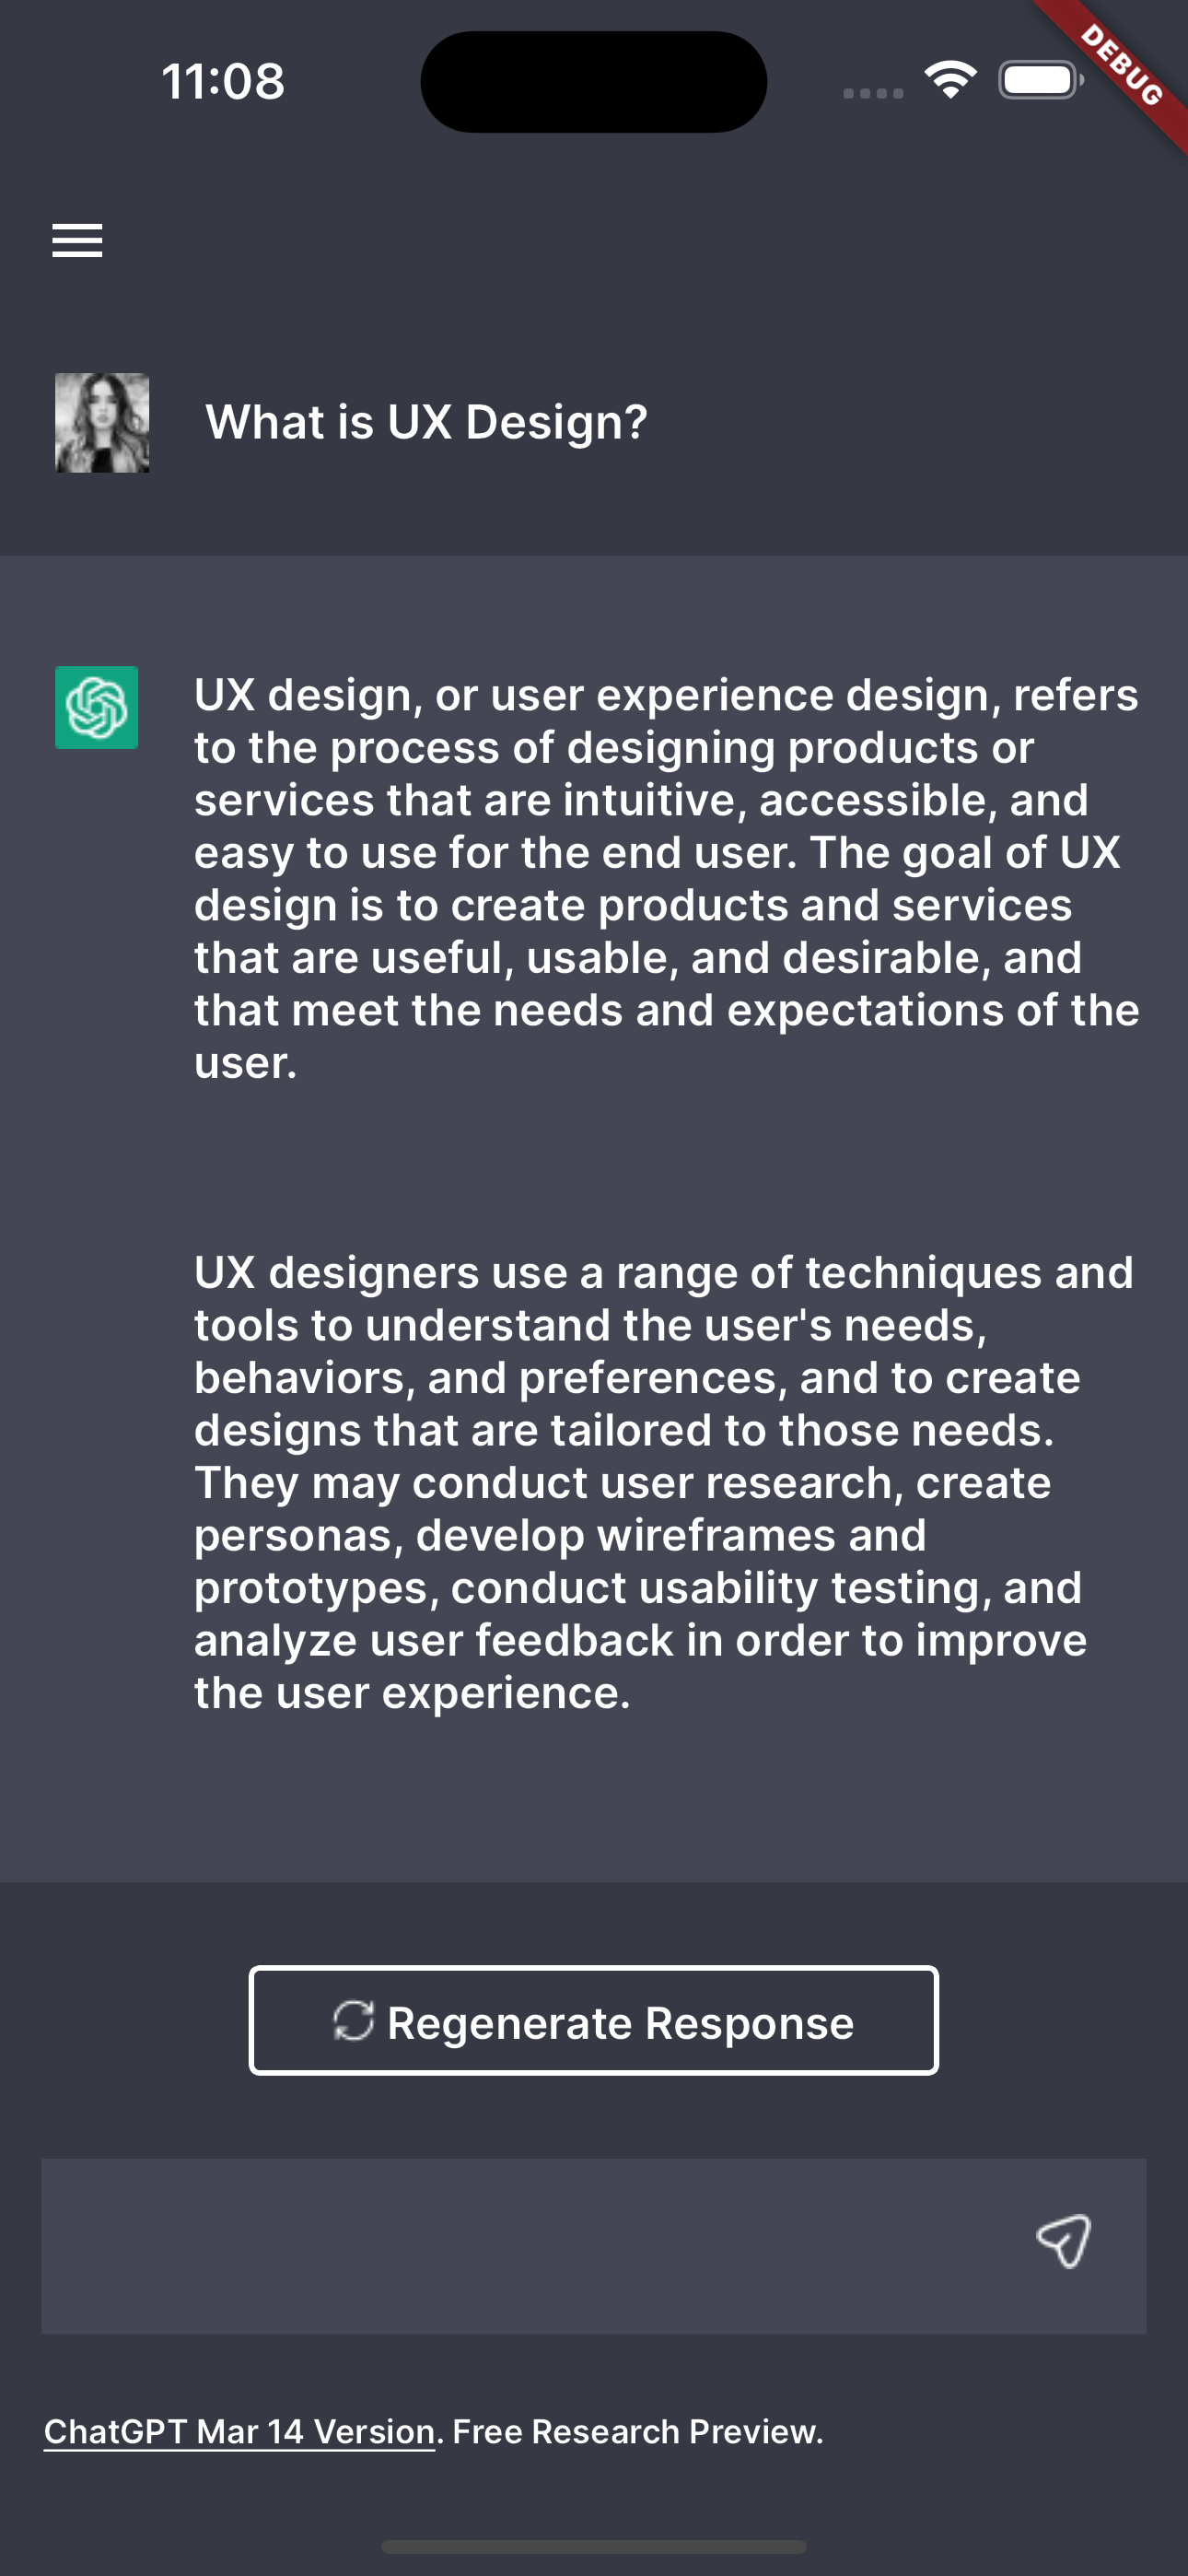 11:08
DEBUG
What is UX Design?
UX design, or user experience design, refers
to the process of designing products or
services that are intuitive, accessible, and
easy to use for the end user. The goal of UX
design is to create products and services
that are useful, usable, and desirable, and
that meet the needs and expectations of the
user.
UX designers use a range of techniques and
tools to understand the user's needs,
behaviors, and preferences, and to create
designs that are tailored to those needs.
They may conduct user research, create
personas, develop wireframes and
prototypes, conduct usability testing, and
analyze user feedback in order to improve
the user experience.
Regenerate Response
ChatGPT Mar 14 Version. Free Research Preview.